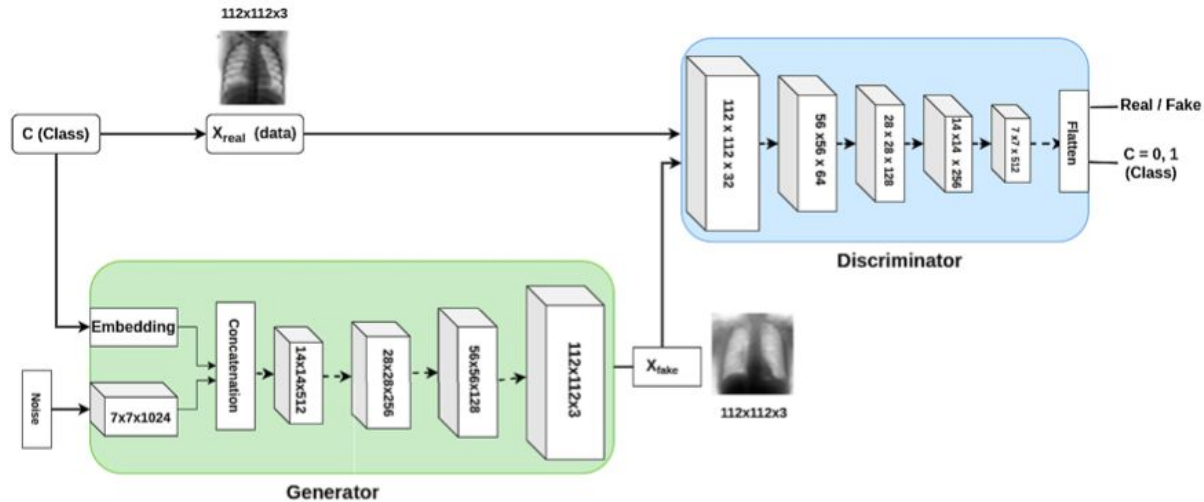 112x112x3
C (Class)
Xreal (data)
112 x 112 x 32
56 x56 x 64
28 x 28 x 128
14 x14 x 256
7 x7 x 512
Flatten
Real / Fake
C = 0, 1
(Class)
Discriminator
Embedding
Noise
7x7x1024
Concatenation
14x14x512
28x28x256
56x56x128
112x112x3
Xfake
112x112x3
Generator